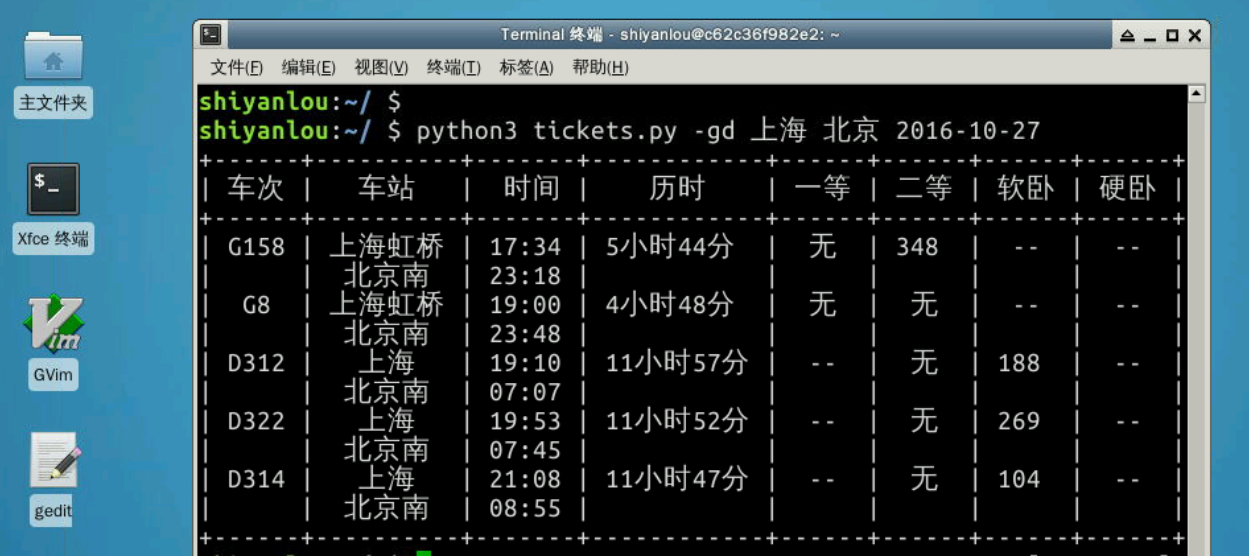 Terminal 终端 - shiyanlou@c62c36f982e2: ~
文件(F) 编辑(E) 视图(V) 终端(T) 标签(A) 帮助(H)
主文件夹
Xfce 终端
GVim
gedit
shiyanlou:~/ $
shiyanlou:~/ $ python3 tickets.py -gd 上海 北京 2016-10-27
+------+----------+-------+------------+------+------+------+------+
| 车次 | 车站 | 时间 | 历时 | 一等 | 二等 | 软卧 | 硬卧 |
+------+----------+-------+------------+------+------+------+------+
| G158 | 上海虹桥 | 17:34 | 5小时44分 | 无 | 348 | -- | -- |
| | 北京南 | 23:18 | | | | | |
| G8 | 上海虹桥 | 19:00 | 4小时48分 | 无 | 无 | -- | -- |
| | 北京南 | 23:48 | | | | | |
| D312 | 上海 | 19:10 | 11小时57分 | -- | 无 | 188 | -- |
| | 北京南 | 07:07 | | | | | |
| D322 | 上海 | 19:53 | 11小时52分 | -- | 无 | 269 | -- |
| | 北京南 | 07:45 | | | | | |
| D314 | 上海 | 21:08 | 11小时47分 | -- | 无 | 104 | -- |
| | 北京南 | 08:55 | | | | | |
+------+----------+-------+------------+------+------+------+------+